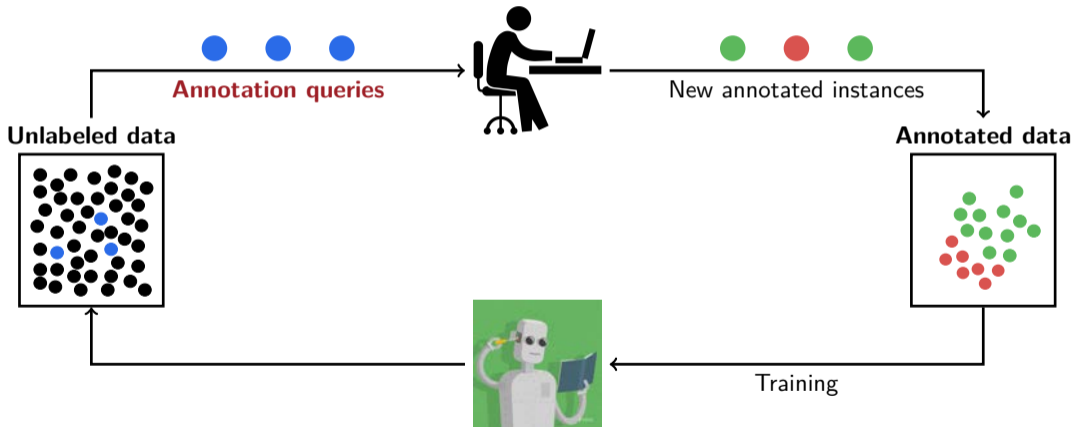 Annotation queries
New annotated instances
Unlabeled data
Annotated data
Training